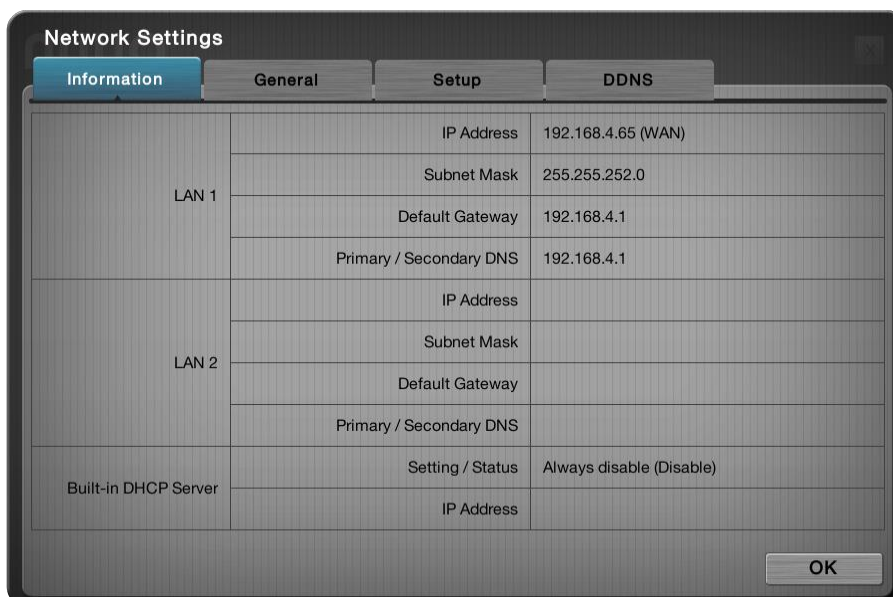 Network Settings
Information General Setup DDNS
LAN 1
IP Address 192.168.4.65 (WAN)
Subnet Mask 255.255.252.0
Default Gateway 192.168.4.1
Primary / Secondary DNS 192.168.4.1
LAN 2
IP Address
Subnet Mask
Default Gateway
Primary / Secondary DNS
Built-in DHCP Server
Setting / Status Always disable (Disable)
IP Address
OK